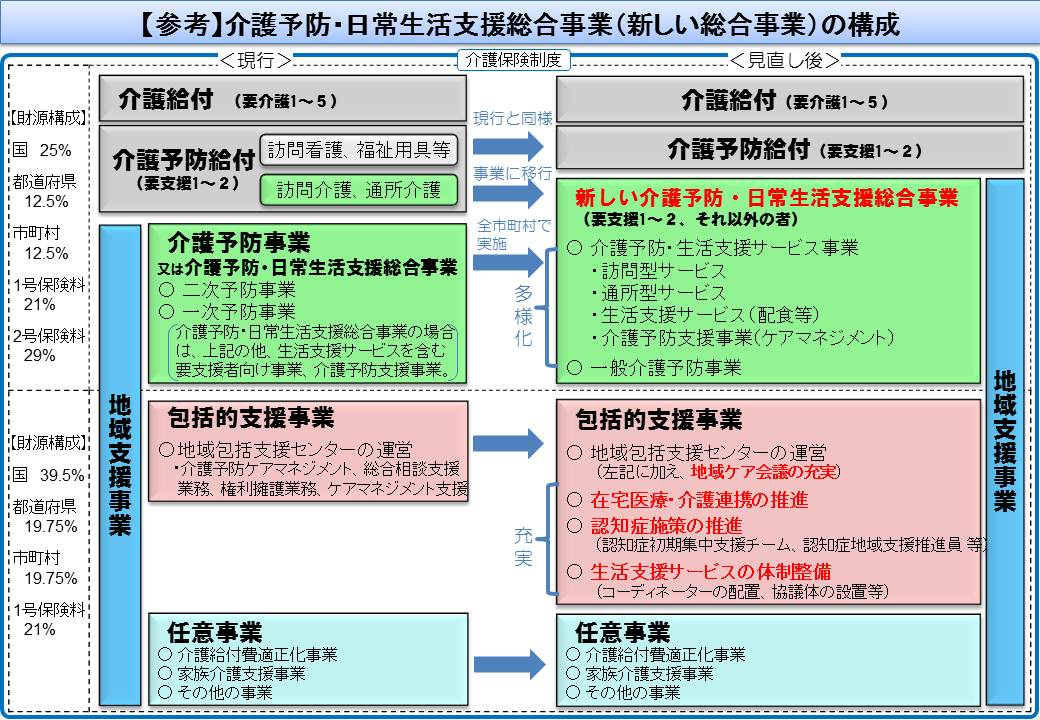 【参考】介護予防・日常生活支援総合事業（新しい総合事業）の構成
＜現行＞
介護保険制度
＜見直し後＞
【財源構成】
国 25%
都道府県
12.5%
市町村
12.5%
1号保険料
21%
2号保険料
29%
【財源構成】
国 39.5%
都道府県
19.75%
市町村
19.75%
1号保険料
21%
介護給付 （要介護1～5）
介護予防給付
（要支援1～2）
訪問看護、福祉用具等
訪問介護、通所介護
地域支援事業
介護予防事業
又は介護予防・日常生活支援総合事業
○ 二次予防事業
○ 一次予防事業
介護予防・日常生活支援総合事業の場合
は、上記の他、生活支援サービスを含む
要支援者向け事業、介護予防支援事業。
包括的支援事業
○地域包括支援センターの運営
・介護予防ケアマネジメント、総合相談支援
業務、権利擁護業務、ケアマネジメント支援
任意事業
○ 介護給付費適正化事業
○ 家族介護支援事業
○ その他の事業
現行と同様
事業に移行
全市町村で
実施
多様化
充実
介護給付（要介護1～5）
介護予防給付（要支援1～2）
新しい介護予防・日常生活支援総合事業
（要支援1～2、それ以外の者）
○ 介護予防・生活支援サービス事業
・訪問型サービス
・通所型サービス
・生活支援サービス（配食等）
・介護予防支援事業（ケアマネジメント）
○ 一般介護予防事業
包括的支援事業
○ 地域包括支援センターの運営
（左記に加え、地域ケア会議の充実）
○ 在宅医療・介護連携の推進
○ 認知症施策の推進
（認知症初期集中支援チーム、認知症地域支援推進員 等）
○ 生活支援サービスの体制整備
（コーディネーターの配置、協議体の設置等）
任意事業
○ 介護給付費適正化事業
○ 家族介護支援事業
○ その他の事業
地域支援事業